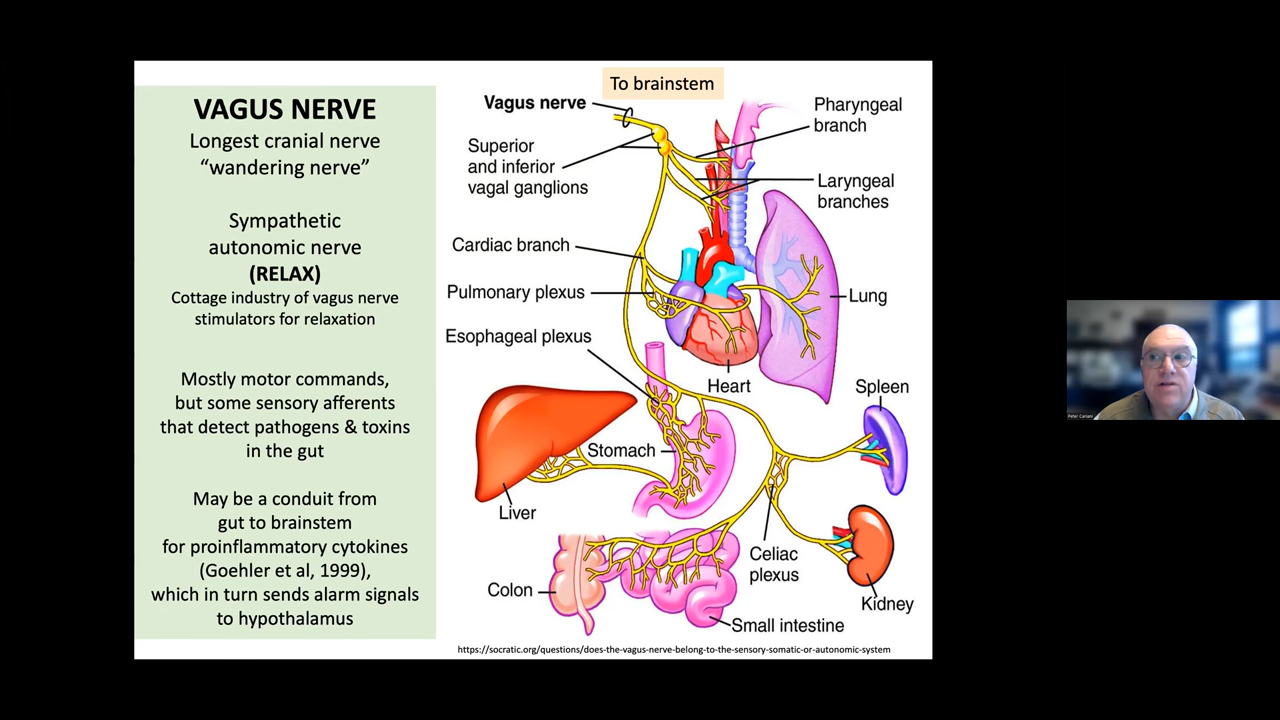 VAGUS NERVE
Longest cranial nerve
“wandering nerve”
Sympathetic
autonomic nerve
(RELAX)
Cottage industry of vagus nerve
stimulators for relaxation
Mostly motor commands,
but some sensory afferents
that detect pathogens & toxins
in the gut
May be a conduit from
gut to brainstem
for proinflammatory cytokines
(Goehler et al, 1999),
which in turn sends alarm signals
to hypothalamus
To brainstem
Vagus nerve
Pharyngeal
branch
Superior
and inferior
vagal ganglions
Laryngeal
branches
Cardiac branch
Pulmonary plexus
Lung
Esophageal plexus
Heart
Spleen
Stomach
Liver
Celiac
plexus
Colon
Kidney
Small intestine
https://socratic.org/questions/does-the-vagus-nerve-belong-to-the-sensory-somatic-or-autonomic-system
Peter Cariani